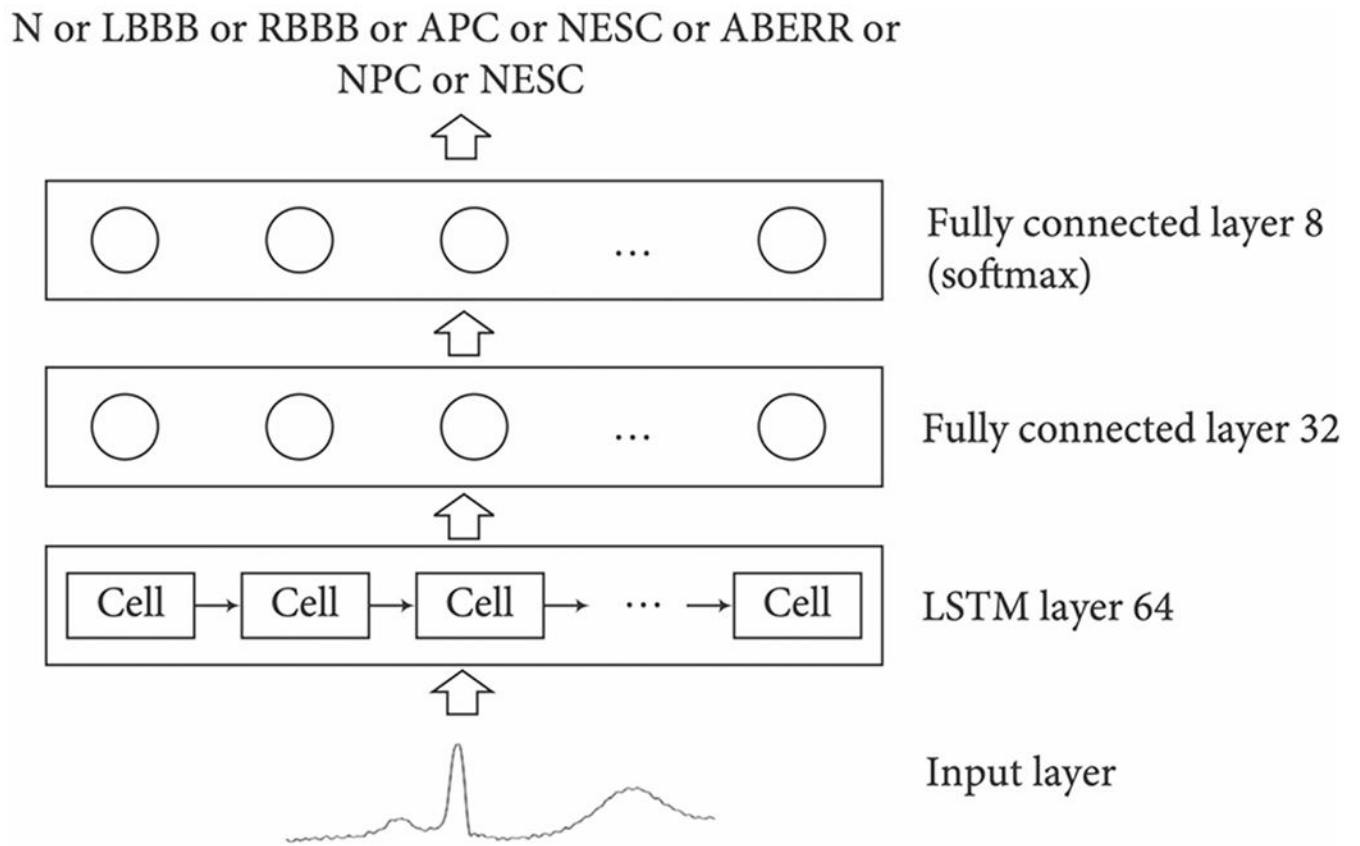 N or LBBB or RBBB or APC or NESC or ABERR or
NPC or NESC
Fully connected layer 8
(softmax)
...
Fully connected layer 32
...
Cell Cell Cell ... Cell
LSTM layer 64
Input layer